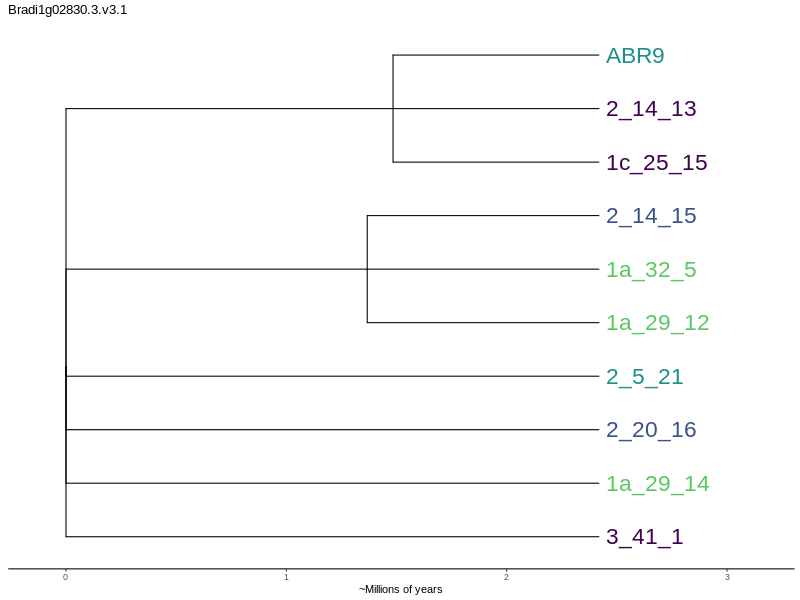 Bradi1g02830.3.v3.1
ABR9
2_14_13
1c_25_15
2_14_15
1a_32_5
1a_29_12
2_5_21
2_20_16
1a_29_14
3_41_1
0 1 2 3
~Millions of years